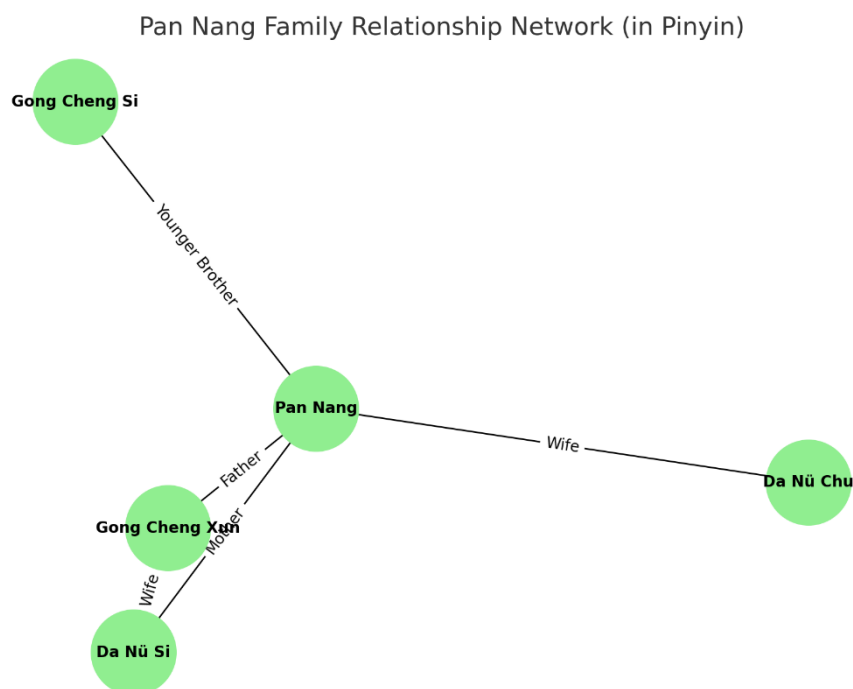 Pan Nang Family Relationship Network (in Pinyin)
Gong Cheng Si
Younger Brother
Pan Nang
Wife
Father
Da Nü Chu
Gong Cheng Xun
Mother
Wife
Da Nü Si